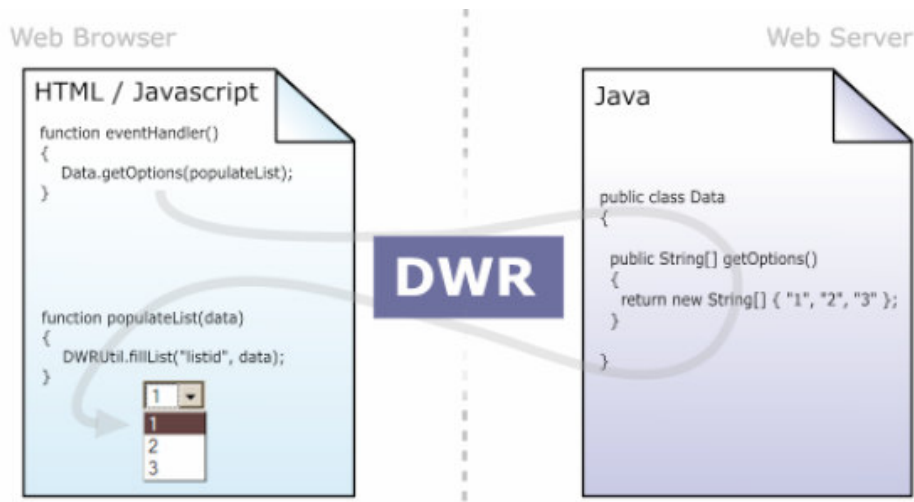 Web Browser
Web Server
HTML / Javascript
function eventHandler()
{
Data.getOptions(populateList);
}
function populateList(data)
{
DWRUtil.fillList("listid", data);
}
1
1
2
3
DWR
Java
public class Data
{
public String[] getOptions()
{
return new String[] { "1", "2", "3" };
}
}